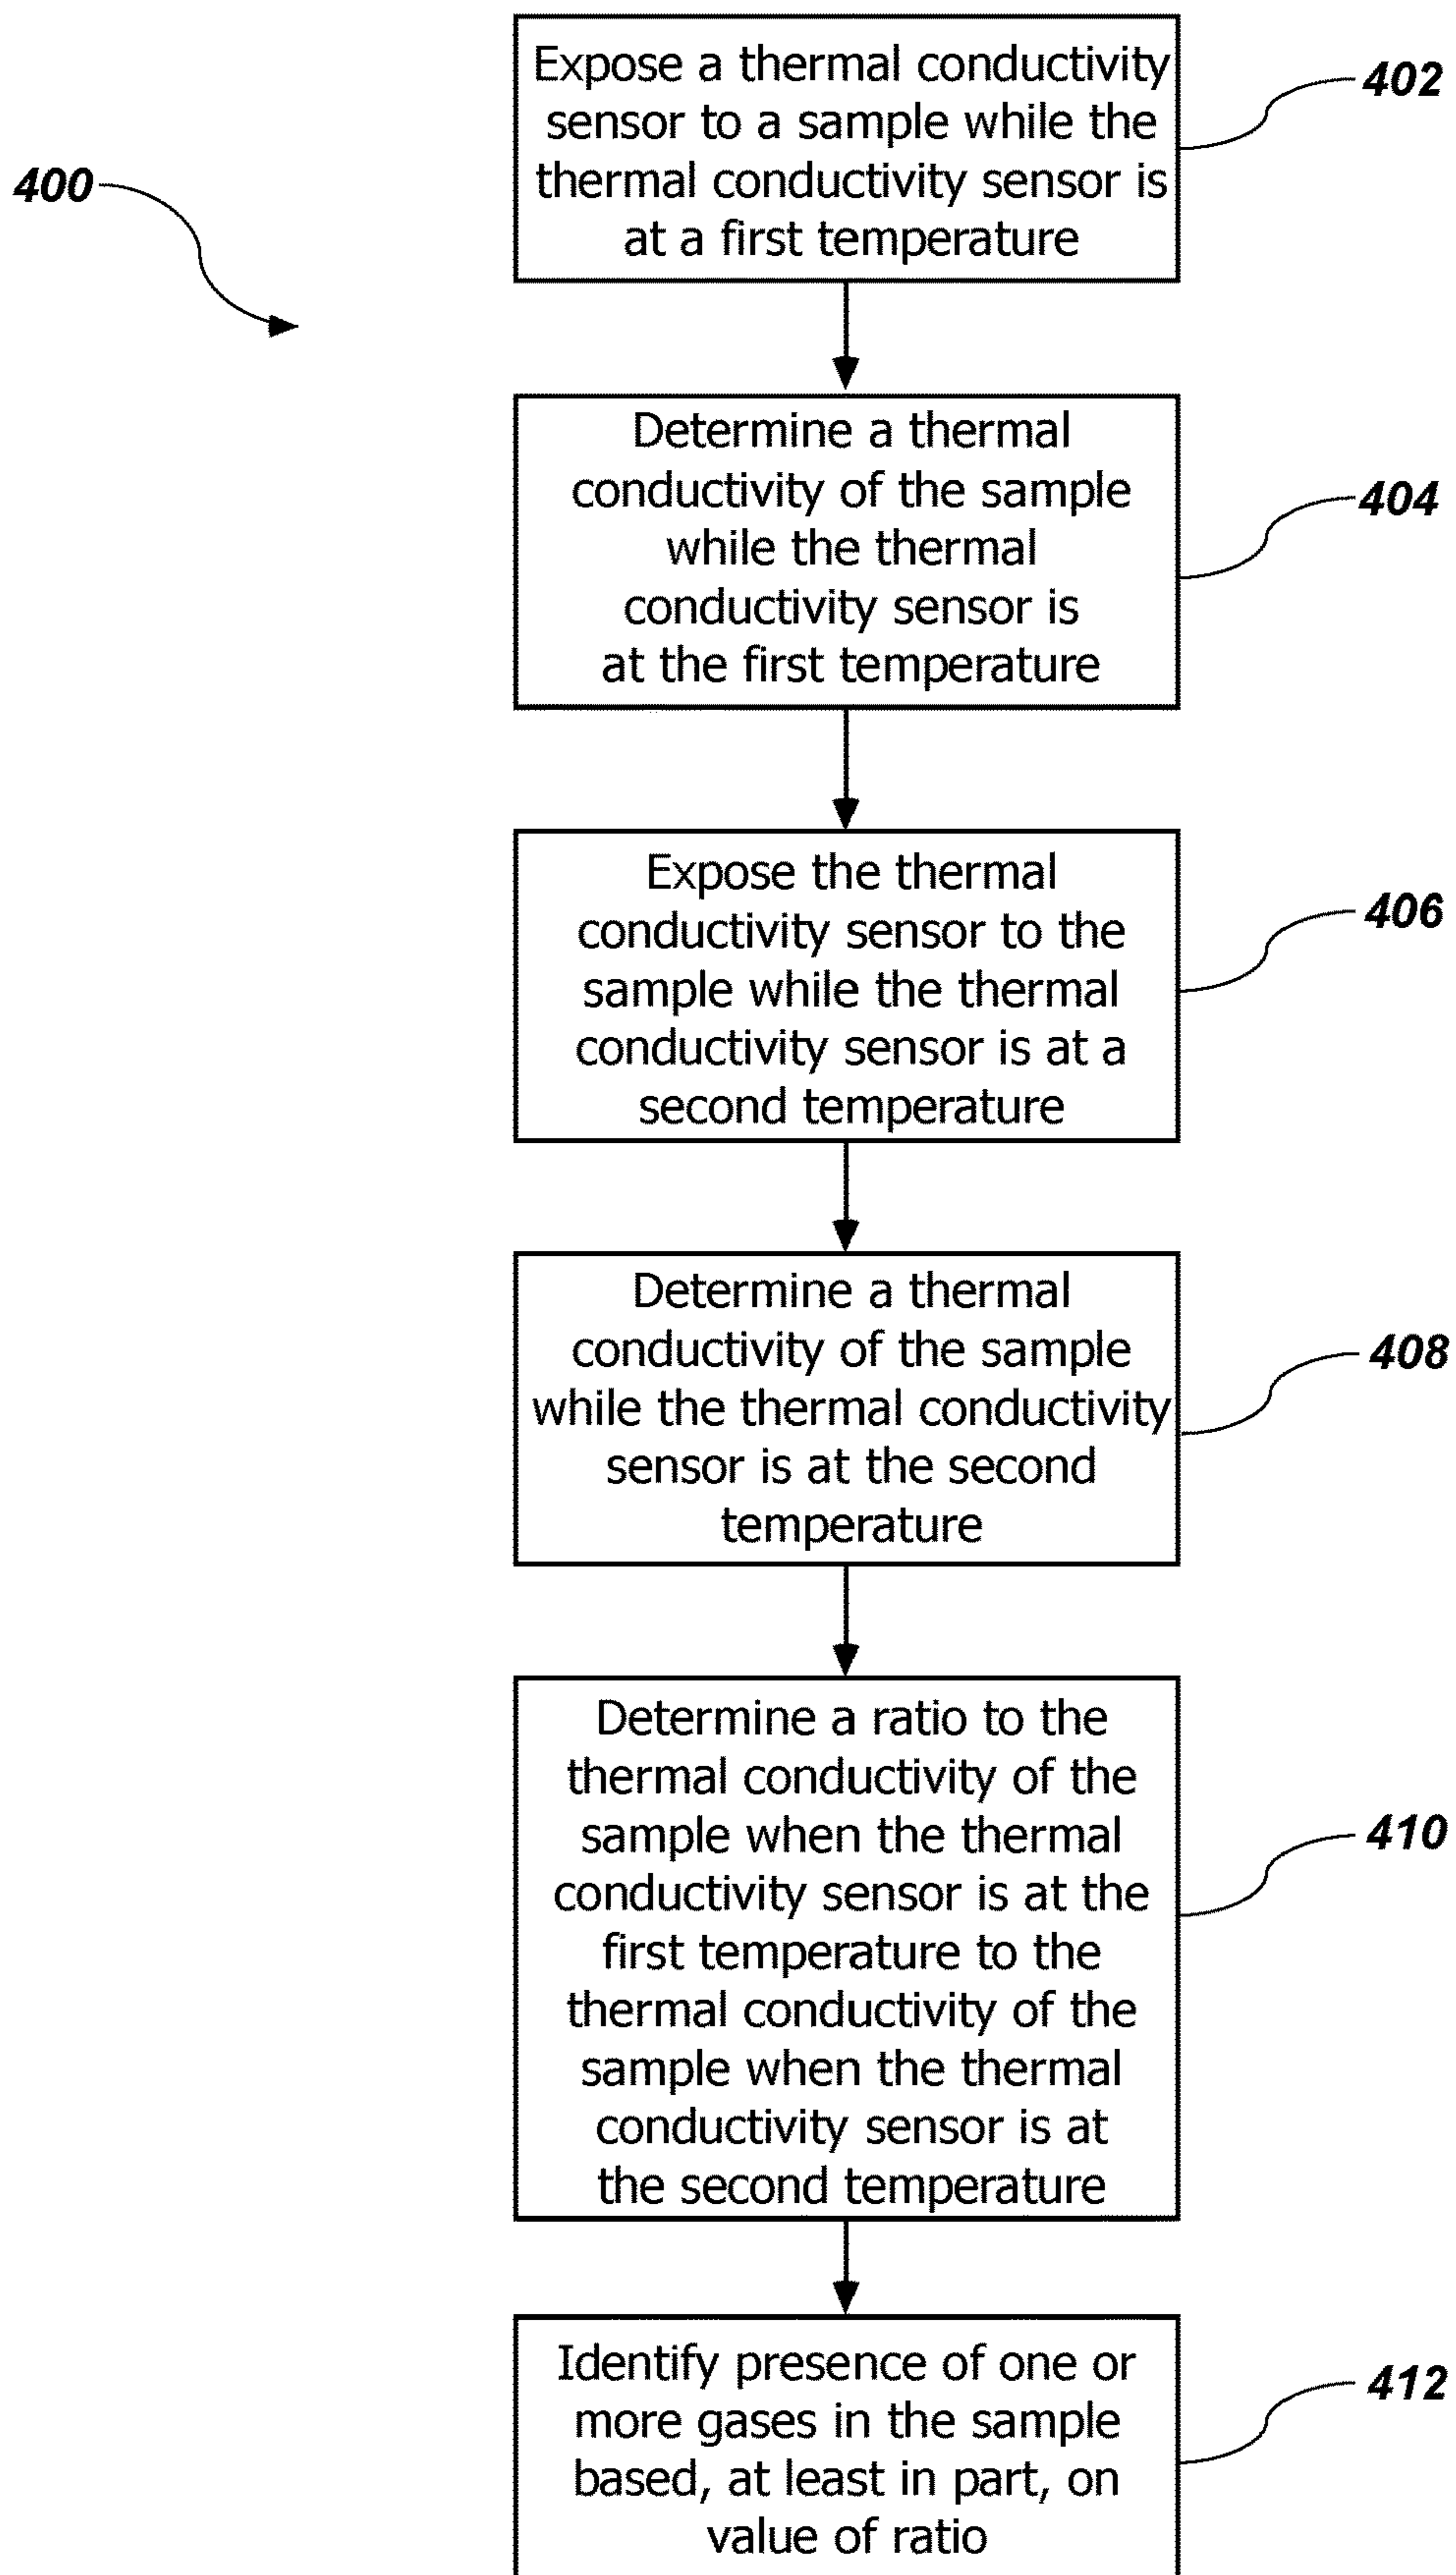 400
Expose a thermal conductivity
sensor to a sample while the
thermal conductivity sensor is
at a first temperature
402
Determine a thermal
conductivity of the sample
while the thermal
conductivity sensor is
at the first temperature
404
Expose the thermal
conductivity sensor to the
sample while the thermal
conductivity sensor is at a
second temperature
406
Determine a thermal
conductivity of the sample
while the thermal conductivity
sensor is at the second
temperature
408
Determine a ratio to the
thermal conductivity of the
sample when the thermal
conductivity sensor is at the
first temperature to the
thermal conductivity of the
sample when the thermal
conductivity sensor is at
the second temperature
410
Identify presence of one or
more gases in the sample
based, at least in part, on
value of ratio
412